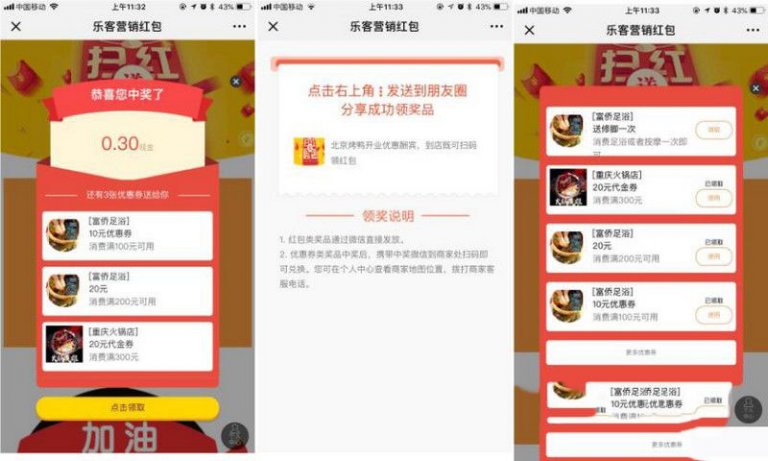 中国移动
上午11:32
43%
乐客营销红包
扫红
恭喜您中奖了
0.30现金
还有3张优惠券送给你
[富侨足浴]
10元优惠券
消费满100元可用
[富侨足浴]
20元
消费满200元可用
[重庆火锅店]
20元代金券
消费满300元
点击领取
加油
中国移动
上午11:33
43%
乐客营销红包
点击右上角：发送到朋友圈
分享成功领奖品
北京烤鸭开业优惠酬宾，到店既可扫码
领红包
领奖说明
1. 红包类奖品通过微信直接发放。
2. 优惠券类奖品中奖后，携带中奖微信到商家处扫码即
可兑换。您可在个人中心查看商家地图位置，拨打商家客
服电话。
中国移动
上午11:33
43%
乐客营销红包
扫红
[富侨足浴]
送修脚一次
消费足浴或者按摩一次即
可
领取
[重庆火锅店]
20元代金券
消费满300元
已领取
使用
[富侨足浴]
20元
消费满200元可用
已领取
使用
[富侨足浴]
10元优惠券
消费满100元可用
已领取
使用
更多优惠券
已领取
更多优惠券